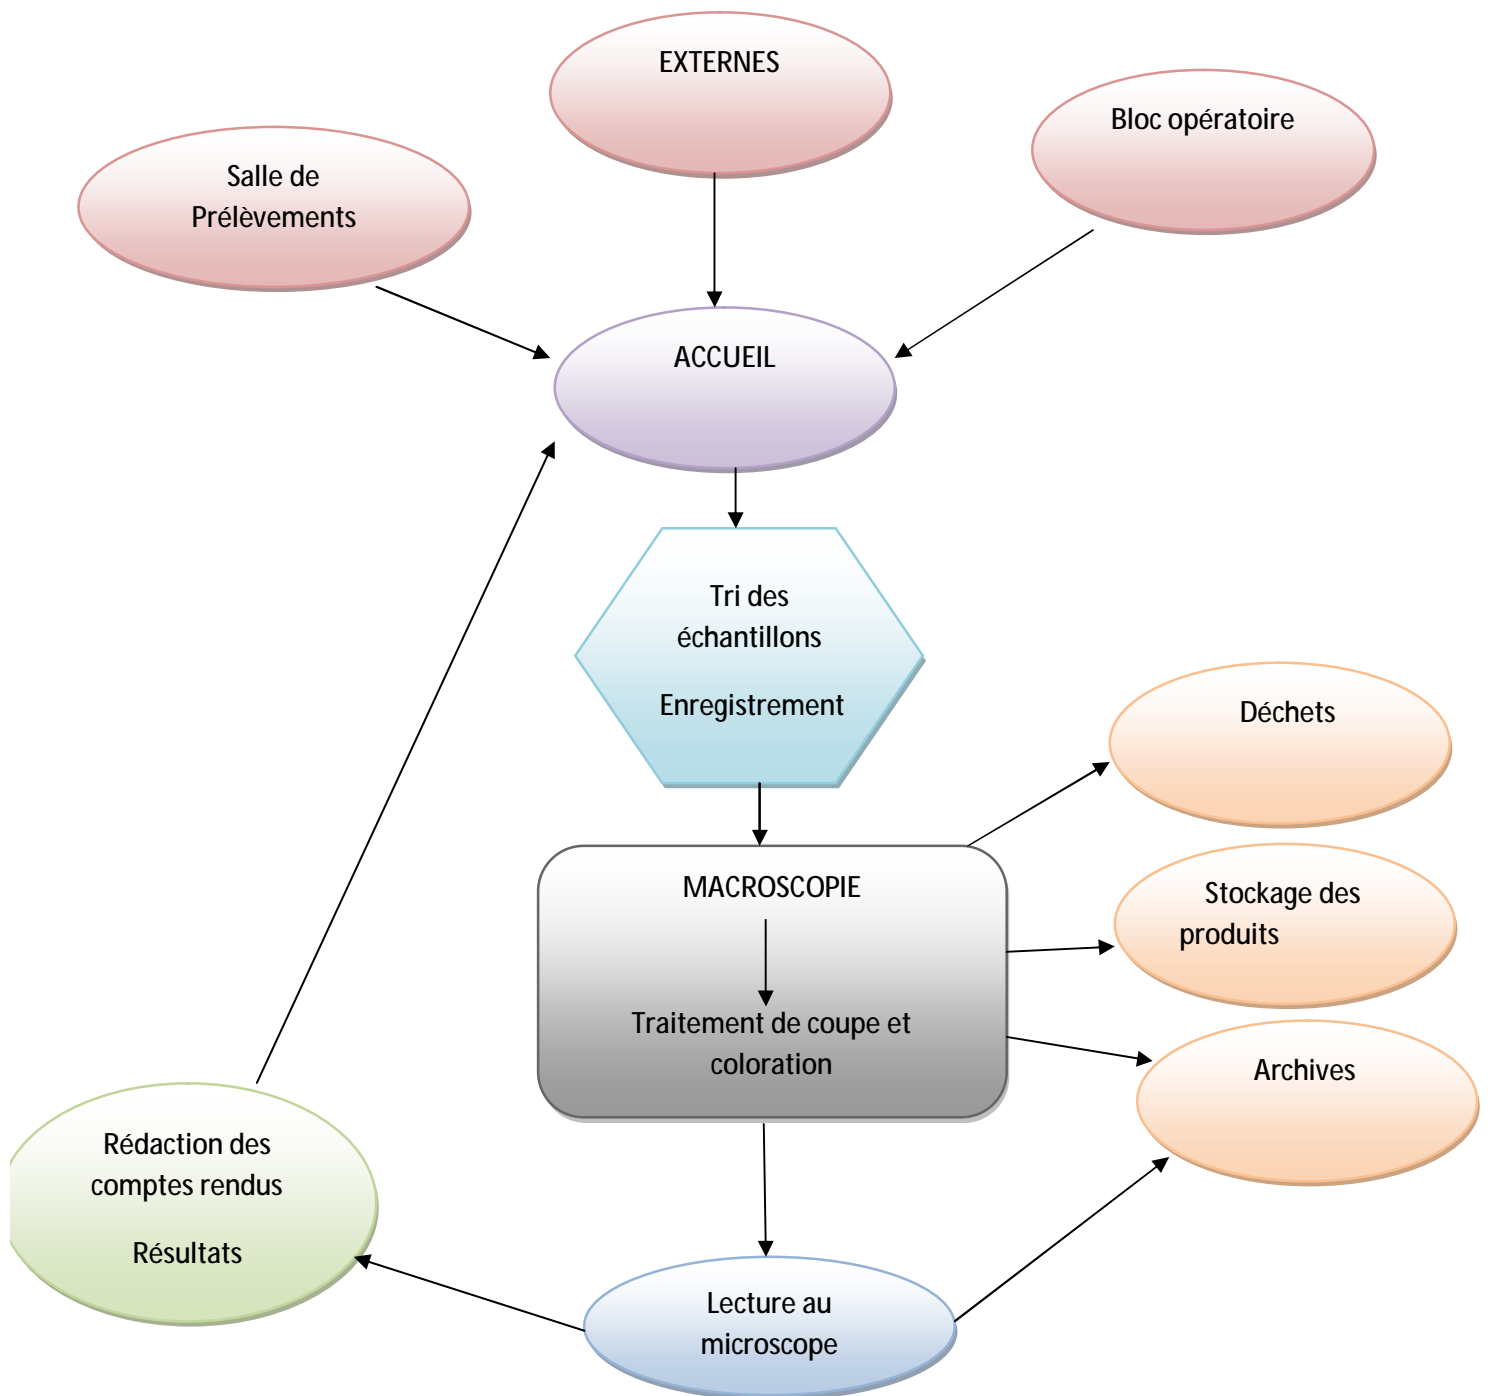 EXTERNES
Bloc opératoire
Salle de
Prélèvements
ACCUEIL
Tri des
échantillons
Enregistrement
Déchets
MACROSCOPIE
Stockage des
produits
Traitement de coupe et
coloration
Archives
Rédaction des
comptes rendus
Résultats
Lecture au
microscope